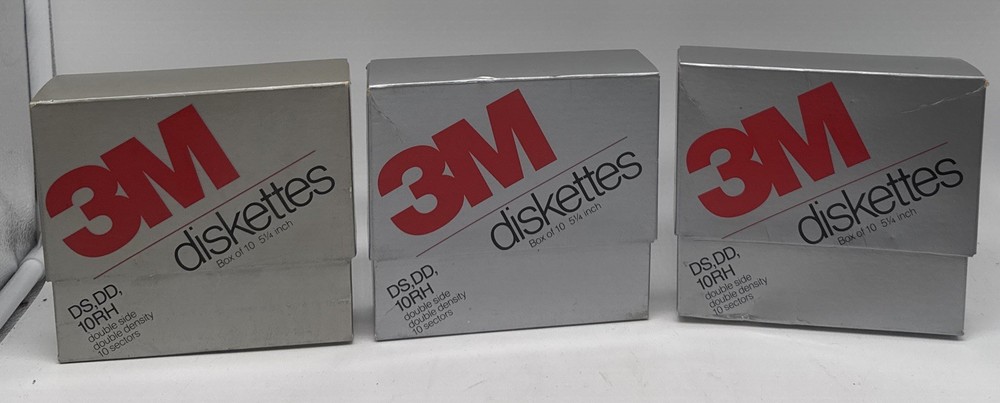 3M
diskettes
Box of 10 5¼ inch
DS,DD,
10RH
double side
double density
10 sectors
3M
diskettes
Box of 10 5¼ inch
DS,DD,
10RH
double side
double density
10 sectors
3M
diskettes
Box of 10 5¼ inch
DS,DD,
10RH
double side
double density
10 sectors